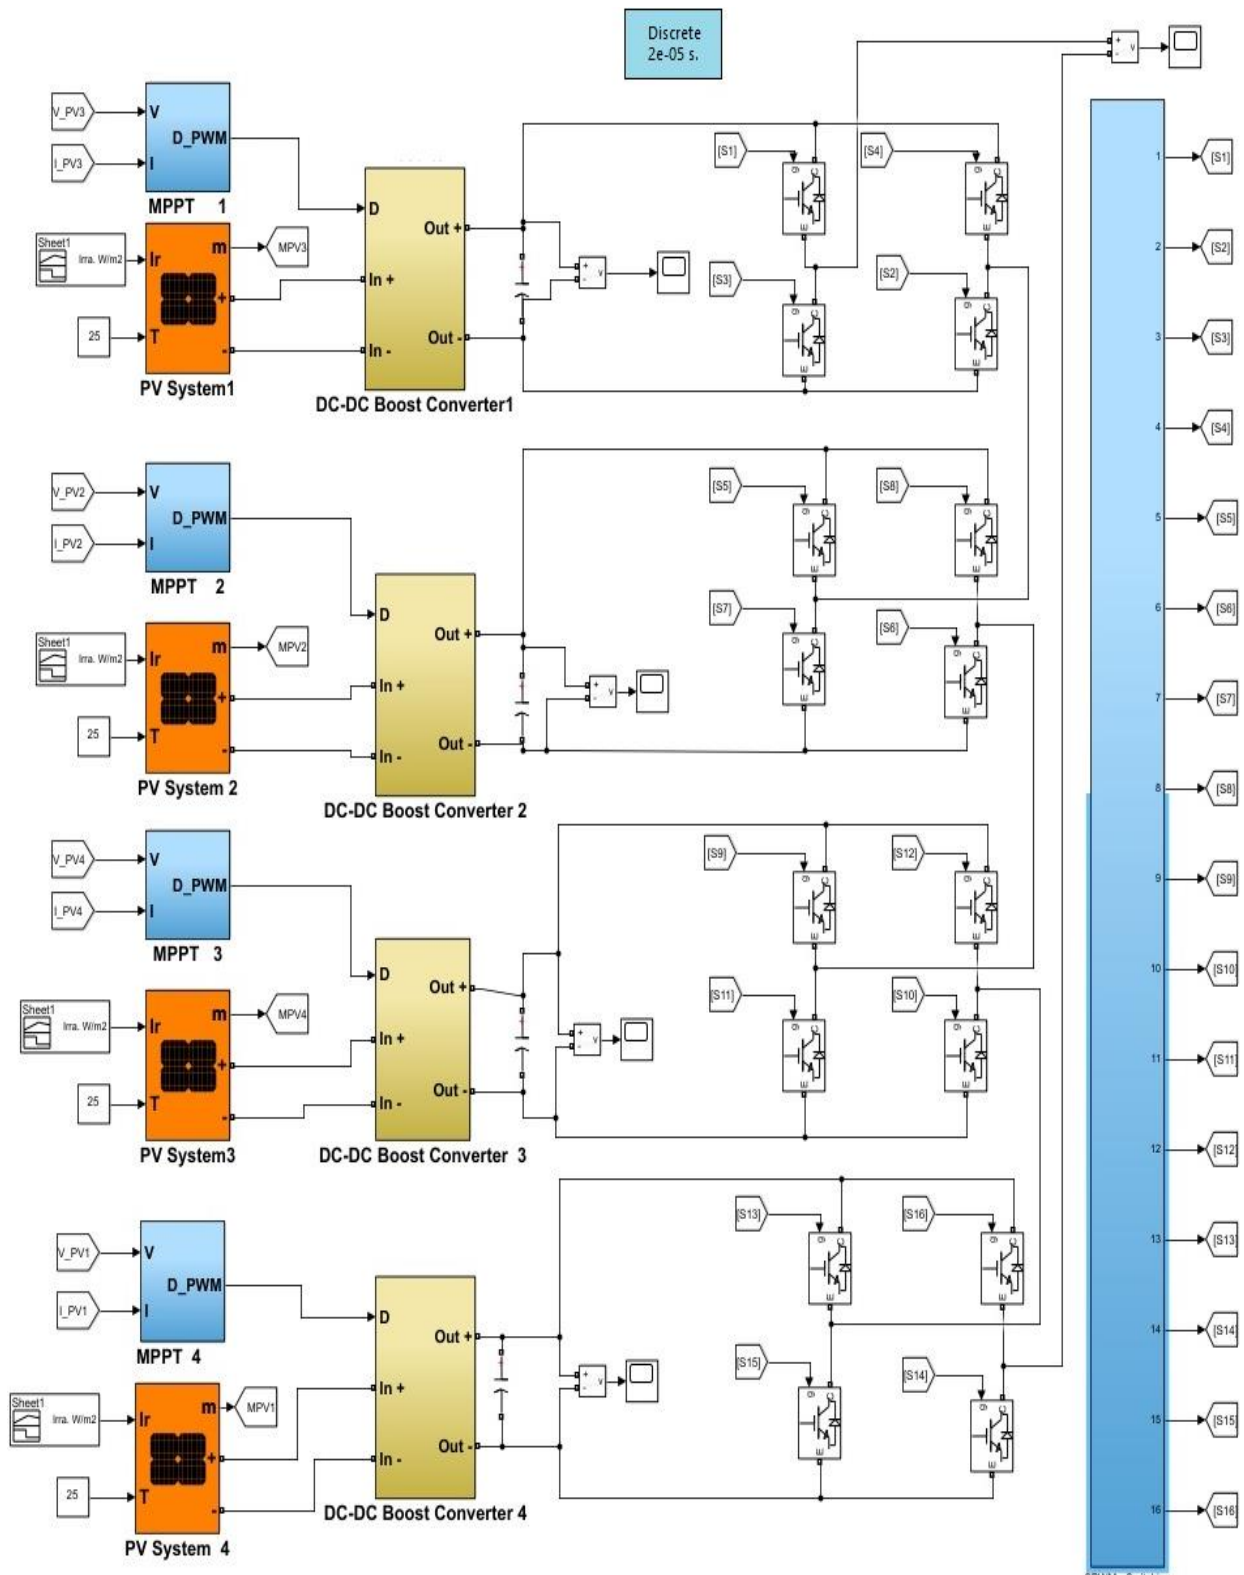 Discrete
2e-05 s.
+
-
v
V_PV3
V
D_PWM
I_PV3
I
MPPT 1
Sheet1
Irra. W/m2
Ir
m
MPV3
+
25
T
-
PV System1
D
Out +
In +
Out -
In -
DC-DC Boost Converter1
+
-
v
[S1]
g
C
E
[S4]
g
C
E
[S3]
g
C
E
[S2]
g
C
E
V_PV2
V
D_PWM
I_PV2
I
MPPT 2
Sheet1
Irra. W/m2
Ir
m
MPV2
+
25
T
-
PV System 2
D
Out +
In +
Out -
In -
DC-DC Boost Converter 2
+
-
v
[S5]
g
C
E
[S8]
g
C
E
[S7]
g
C
E
[S6]
g
C
E
V_PV4
V
D_PWM
I_PV4
I
MPPT 3
Sheet1
Irra. W/m2
Ir
m
MPV4
+
25
T
-
PV System3
D
Out +
In +
Out -
In -
DC-DC Boost Converter 3
+
-
v
[S9]
g
C
E
[S12]
g
C
E
[S11]
g
C
E
[S10]
g
C
E
V_PV1
V
D_PWM
I_PV1
I
MPPT 4
Sheet1
Irra. W/m2
Ir
m
MPV1
+
25
T
-
PV System 4
D
Out +
In +
Out -
In -
DC-DC Boost Converter 4
+
-
v
[S13]
g
C
E
[S16]
g
C
E
[S15]
g
C
E
[S14]
g
C
E
1 [S1]
2 [S2]
3 [S3]
4 [S4]
5 [S5]
6 [S6]
7 [S7]
8 [S8]
9 [S9]
10 [S10]
11 [S11]
12 [S12]
13 [S13]
14 [S14]
15 [S15]
16 [S16]